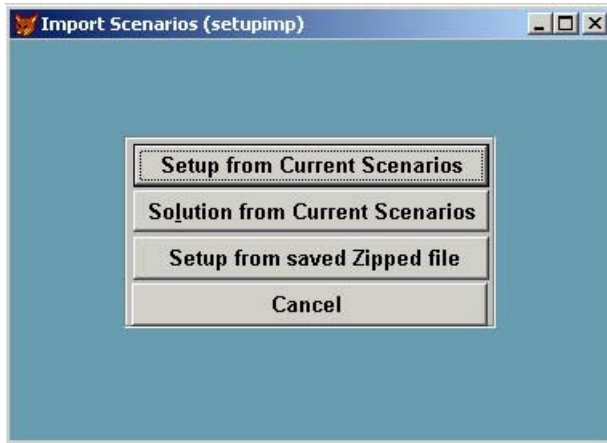 Import Scenarios (setupimp)
Setup from Current Scenarios
Solution from Current Scenarios
Setup from saved Zipped file
Cancel